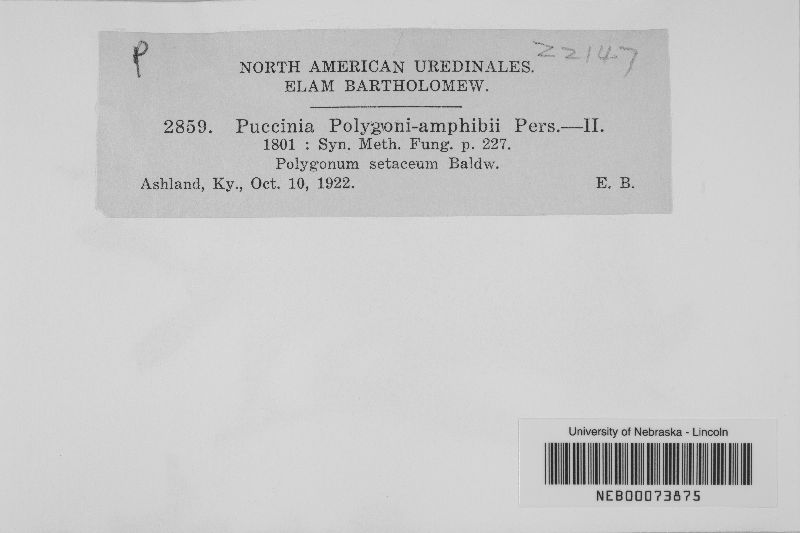 P
22147
NORTH AMERICAN UREDINALES.
ELAM BARTHOLOMEW.
2859. Puccinia Polygoni-amphibii Pers.—II.
1801 : Syn. Meth. Fung. p. 227.
Polygonum setaceum Baldw.
Ashland, Ky., Oct. 10, 1922. E. B.
University of Nebraska - Lincoln
NEB00073875